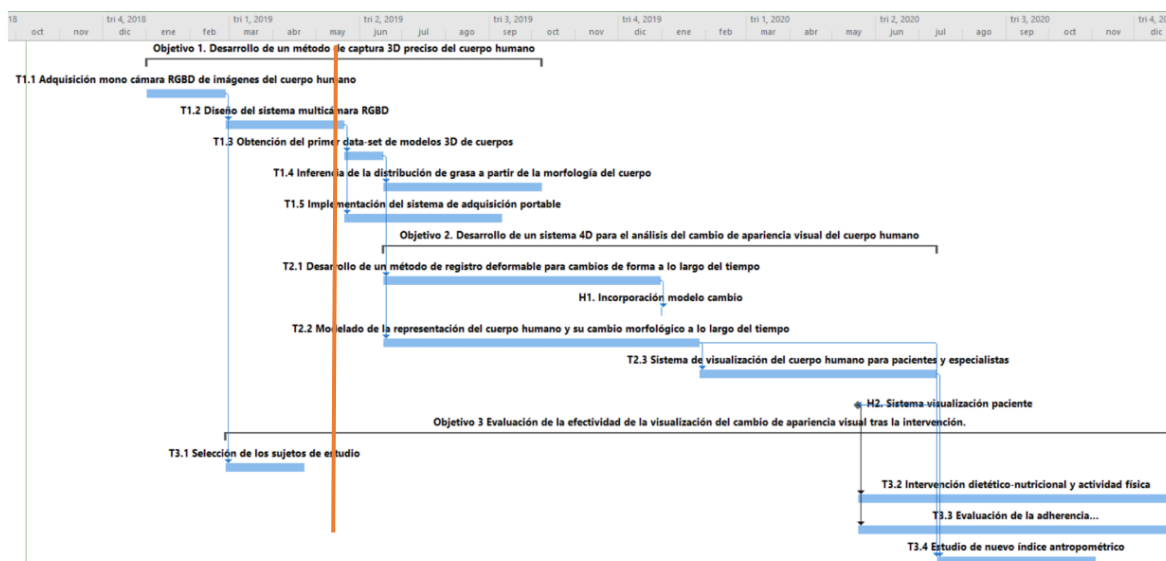 18 tri 4, 2018 tri 1, 2019 tri 2, 2019 tri 3, 2019 tri 4, 2019 tri 1, 2020 tri 2, 2020 tri 3, 2020 tri 4, 20
oct nov dic feb mar abr may jun jul ago sep oct nov dic ene feb mar abr may jun jul ago sep oct nov dic
Objetivo 1. Desarrollo de un método de captura 3D preciso del cuerpo humano
T1.1 Adquisición mono cámara RGBD de imágenes del cuerpo humano
T1.2 Diseño del sistema multicámara RGBD
T1.3 Obtención del primer data-set de modelos 3D de cuerpos
T1.4 Inferencia de la distribución de grasa a partir de la morfología del cuerpo
T1.5 Implementación del sistema de adquisición portable
Objetivo 2. Desarrollo de un sistema 4D para el análisis del cambio de apariencia visual del cuerpo humano
T2.1 Desarrollo de un método de registro deformable para cambios de forma a lo largo del tiempo
H1. Incorporación modelo cambio
T2.2 Modelado de la representación del cuerpo humano y su cambio morfológico a lo largo del tiempo
T2.3 Sistema de visualización del cuerpo humano para pacientes y especialistas
H2. Sistema visualización paciente
Objetivo 3 Evaluación de la efectividad de la visualización del cambio de apariencia visual tras la intervención.
T3.1 Selección de los sujetos de estudio
T3.2 Intervención dietético-nutricional y actividad física
T3.3 Evaluación de la adherencia...
T3.4 Estudio de nuevo índice antropométrico